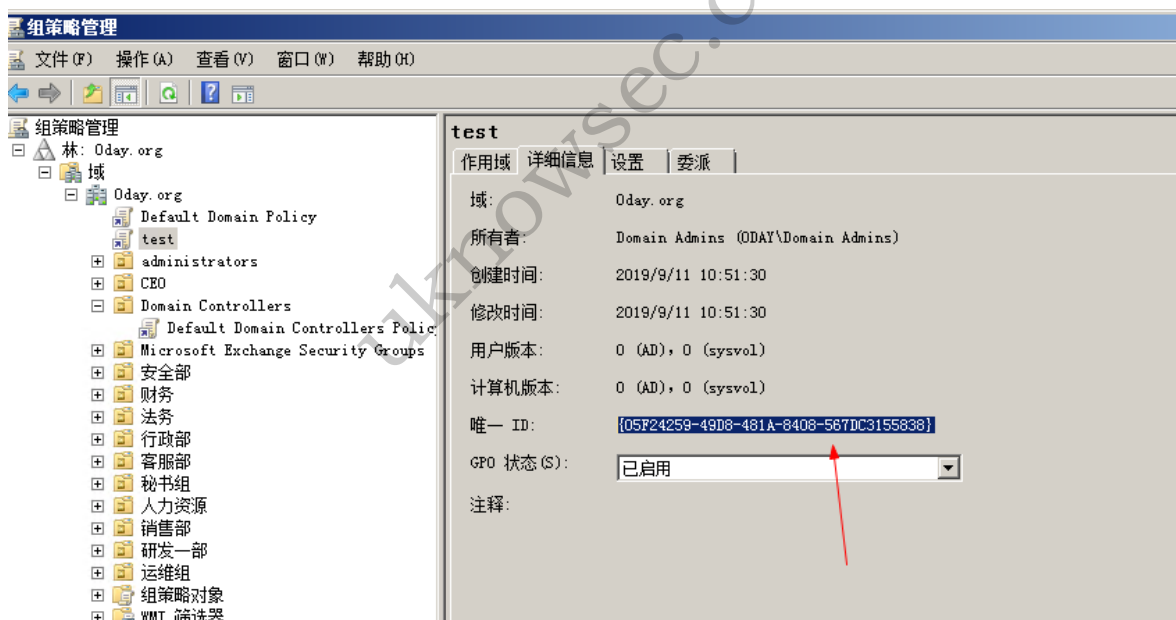 组策略管理
文件(F) 操作(A) 查看(V) 窗口(W) 帮助(H)
组策略管理
林: 0day.org
域
0day.org
Default Domain Policy
test
administrators
CEO
Domain Controllers
Default Domain Controllers Polic
Microsoft Exchange Security Groups
安全部
财务
法务
行政部
客服部
秘书组
人力资源
销售部
研发一部
运维组
组策略对象
WMI 筛选器
test
作用域 详细信息 设置 委派
域: 0day.org
所有者: Domain Admins (0DAY\Domain Admins)
创建时间: 2019/9/11 10:51:30
修改时间: 2019/9/11 10:51:30
用户版本: 0 (AD), 0 (sysvol)
计算机版本: 0 (AD), 0 (sysvol)
唯一 ID: {05F24259-49D8-481A-8408-567DC3155838}
GPO 状态(S): 已启用
注释:
uknowsec.c